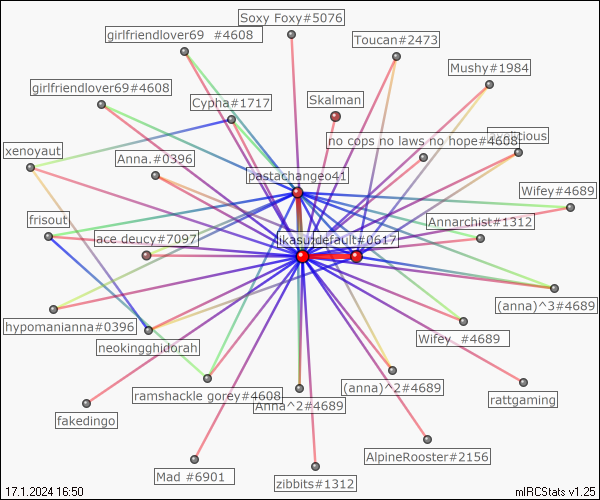 Soxy Foxy#5076
girlfriendlover69 #4608
Toucan#2473
Mushy#1984
girlfriendlover69#4608
Cypha#1717
Skalman
no cops no laws no hope#4608
xenoyaut
Anna.#0396
pastachangeo41
Wifey#4689
frisout
Annarchist#1312
ace deucy#7097
default#0617
(anna)^3#4689
hypomanianna#0396
neokingghidorah
Wifey #4689
ramshackle gorey#4608
Anna^2#4689
(anna)^2#4689
rattgaming
fakedingo
AlpineRooster#2156
Mad #6901
zibbits#1312
17.1.2024 16:50
mIRCStats v1.25